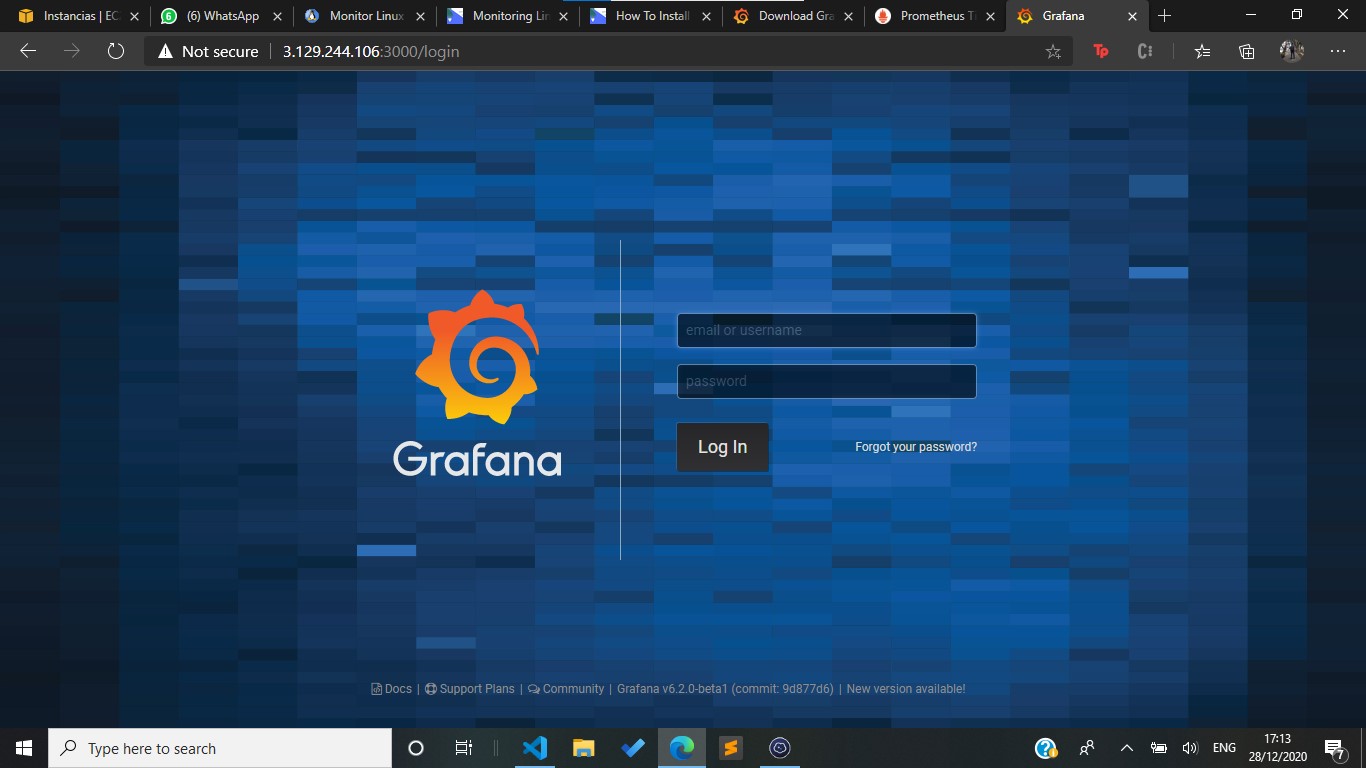 Instancias | EC
(6) WhatsApp
Monitor Linux
Monitoring Lin
How To Install
Download Gra
Prometheus Ti
Grafana
Not secure
3.129.244.106:3000/login
Tp
email or username
password
Log In
Forgot your password?
Grafana
Docs | Support Plans | Community | Grafana v6.2.0-beta1 (commit: 9d877d6) | New version available!
Type here to search
ENG
17:13
28/12/2020
7